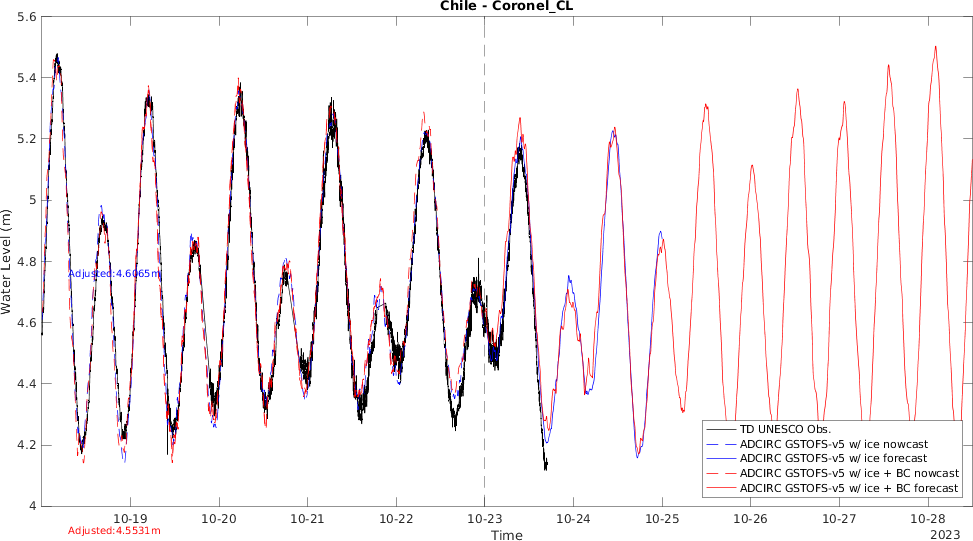 Chile - Coronel_CL
5.6
5.4
5.2
5
4.8
4.6
4.4
4.2
4
Water Level (m)
Adjusted:4.6065m
Adjusted:4.5531m
TD UNESCO Obs.
ADCIRC GSTOFS-v5 w/ ice nowcast
ADCIRC GSTOFS-v5 w/ ice forecast
ADCIRC GSTOFS-v5 w/ ice + BC nowcast
ADCIRC GSTOFS-v5 w/ ice + BC forecast
10-19 10-20 10-21 10-22 10-23 10-24 10-25 10-26 10-27 10-28
Time
2023